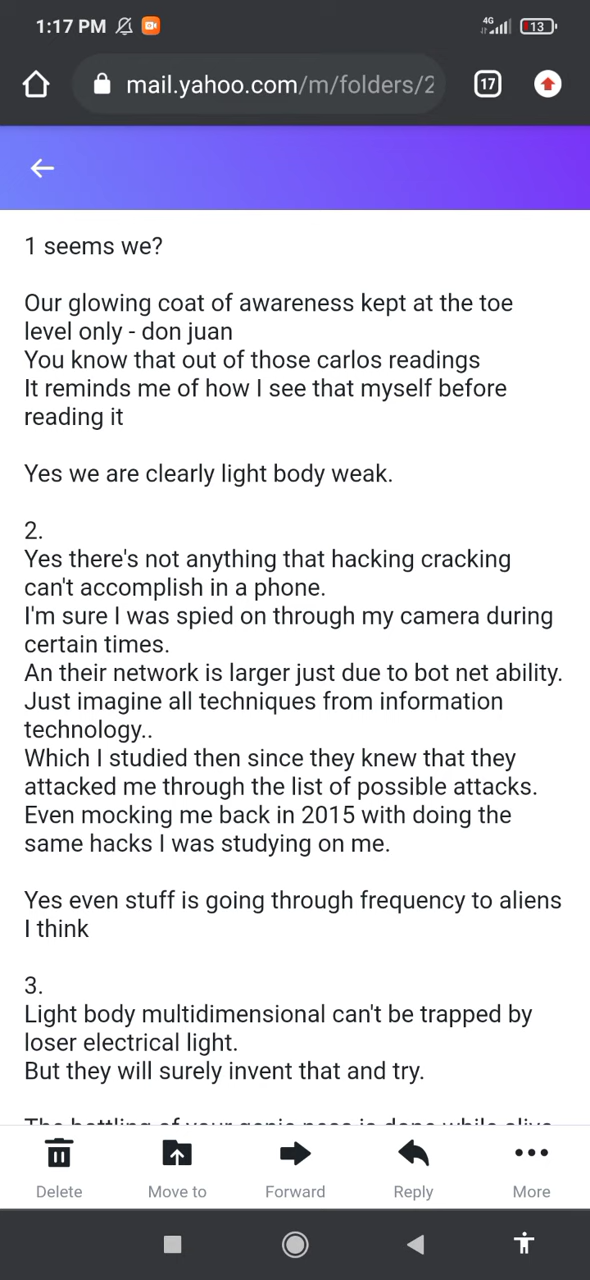 1:17 PM 4G 13
mail.yahoo.com/m/folders/2 17
1 seems we?
Our glowing coat of awareness kept at the toe
level only - don juan
You know that out of those carlos readings
It reminds me of how I see that myself before
reading it
Yes we are clearly light body weak.
2.
Yes there's not anything that hacking cracking
can't accomplish in a phone.
I'm sure I was spied on through my camera during
certain times.
An their network is larger just due to bot net ability.
Just imagine all techniques from information
technology..
Which I studied then since they knew that they
attacked me through the list of possible attacks.
Even mocking me back in 2015 with doing the
same hacks I was studying on me.
Yes even stuff is going through frequency to aliens
I think
3.
Light body multidimensional can't be trapped by
loser electrical light.
But they will surely invent that and try.
Delete Move to Forward Reply More